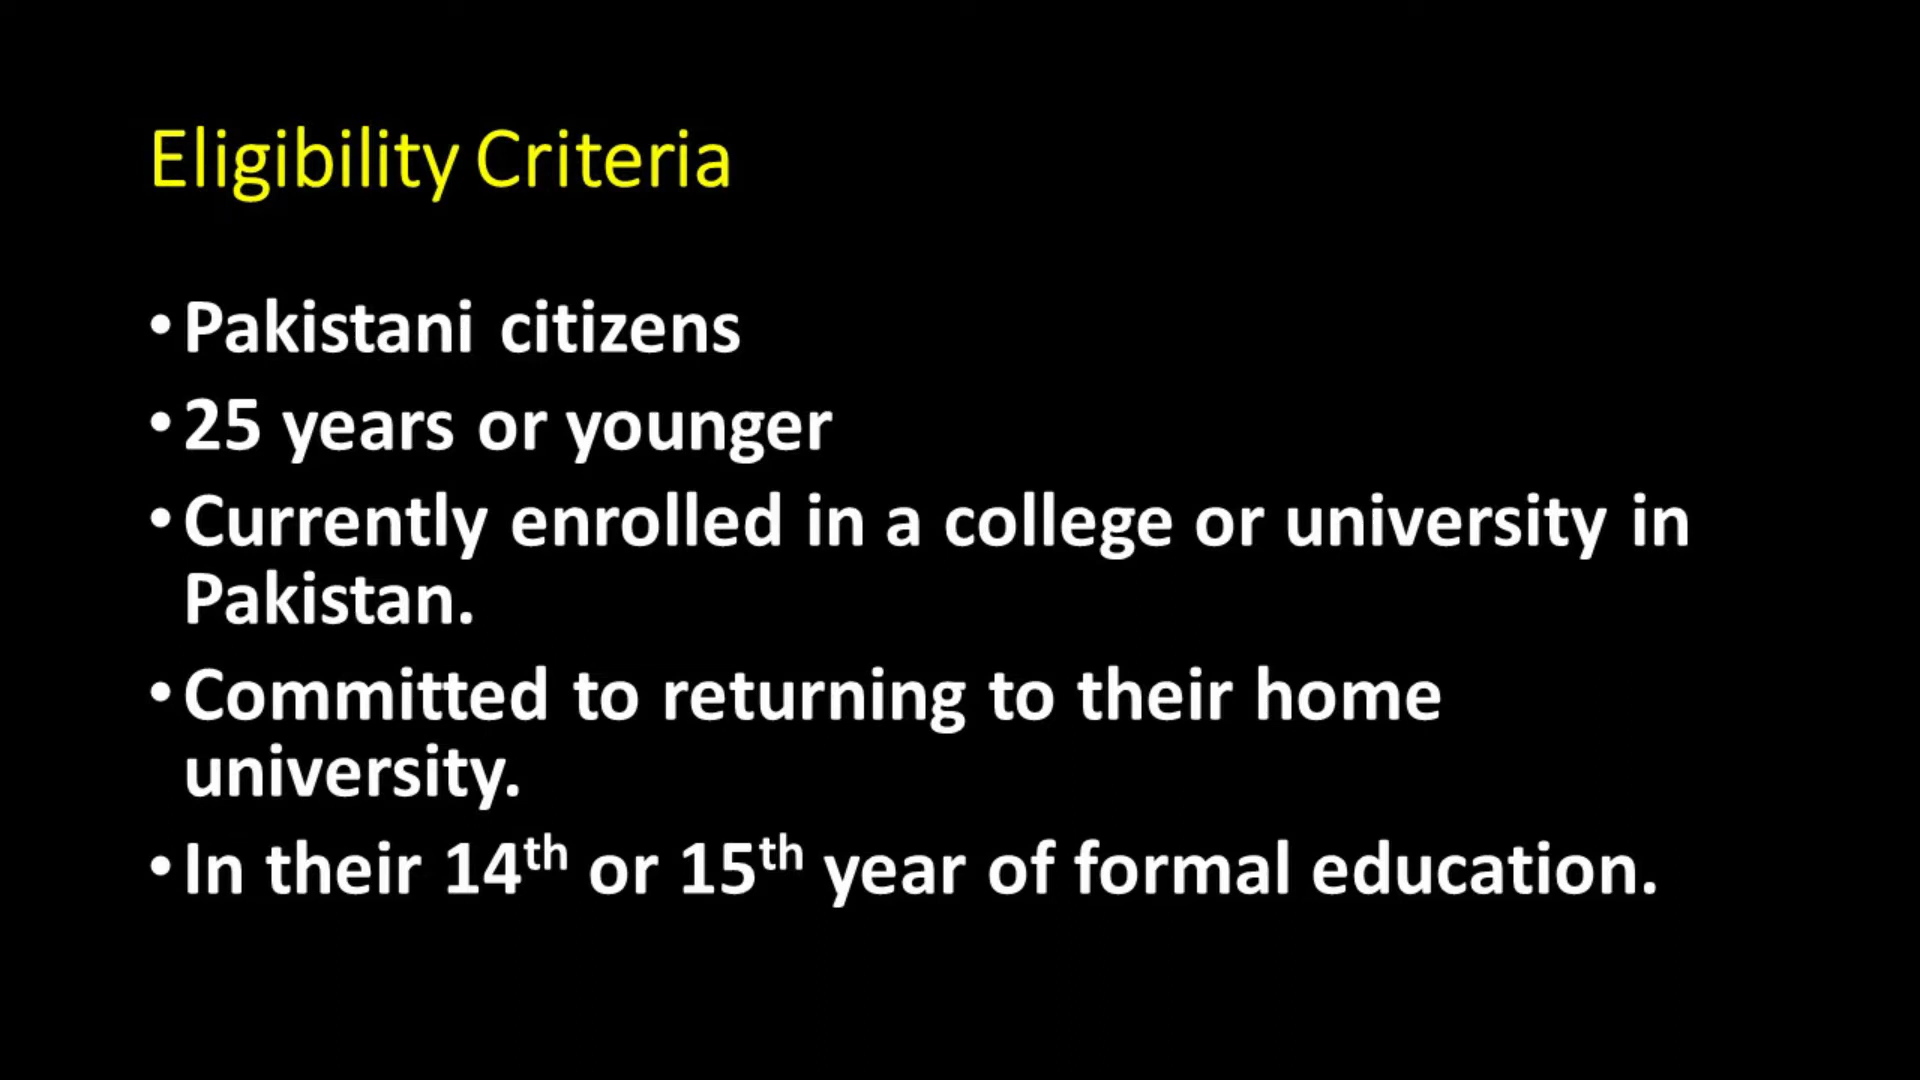 Eligibility Criteria
•Pakistani citizens
•25 years or younger
•Currently enrolled in a college or university in
Pakistan.
•Committed to returning to their home
university.
•In their 14th or 15th year of formal education.